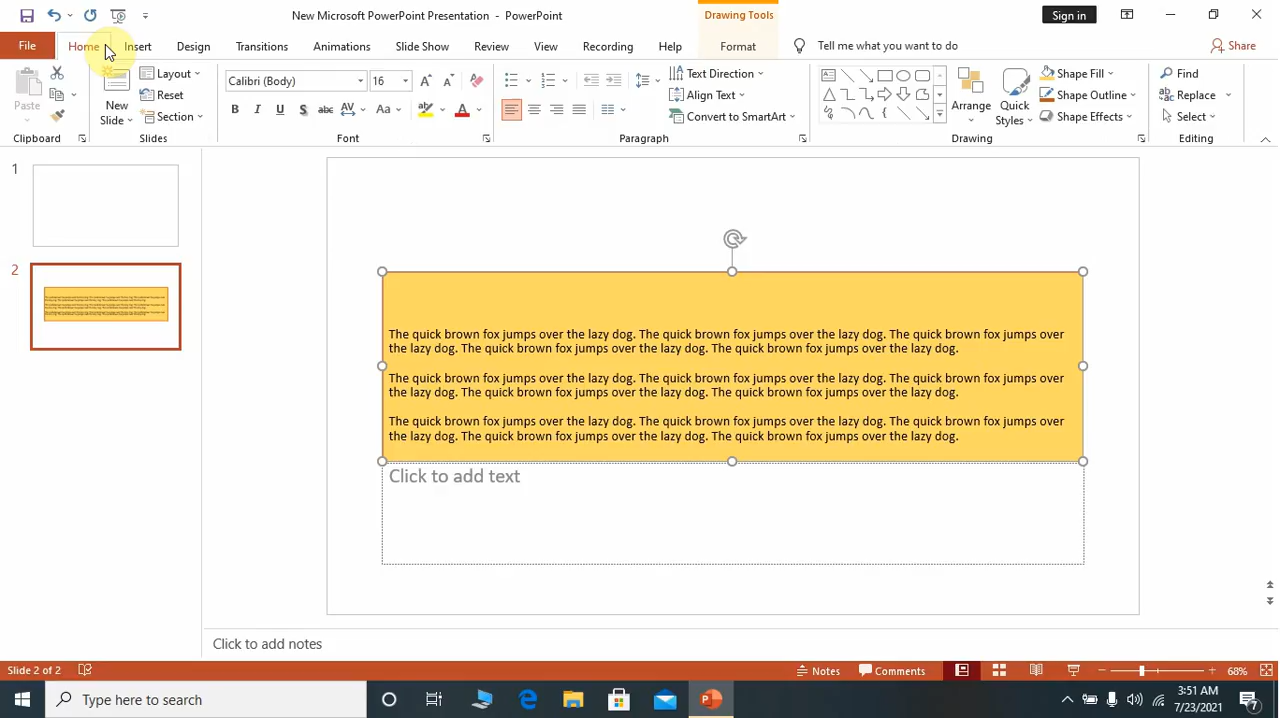 New Microsoft PowerPoint Presentation - PowerPoint
Drawing Tools
Sign in
File Home Insert Design Transitions Animations Slide Show Review View Recording Help Format Tell me what you want to do Share
Paste
New Slide
Layout
Reset
Section
Calibri (Body) 16
B I U S abc AV Aa A
Text Direction
Align Text
Convert to SmartArt
Arrange
Quick Styles
Shape Fill
Shape Outline
Shape Effects
Find
Replace
Select
Clipboard Slides Font Paragraph Drawing Editing
1
2
The quick brown fox jumps over the lazy dog. The quick brown fox jumps over the lazy dog. The quick brown fox jumps over
the lazy dog. The quick brown fox jumps over the lazy dog. The quick brown fox jumps over the lazy dog.
The quick brown fox jumps over the lazy dog. The quick brown fox jumps over the lazy dog. The quick brown fox jumps over
the lazy dog. The quick brown fox jumps over the lazy dog. The quick brown fox jumps over the lazy dog.
The quick brown fox jumps over the lazy dog. The quick brown fox jumps over the lazy dog. The quick brown fox jumps over
the lazy dog. The quick brown fox jumps over the lazy dog. The quick brown fox jumps over the lazy dog.
Click to add text
Click to add notes
Slide 2 of 2 Notes Comments 68%
Type here to search
3:51 AM
7/23/2021
7